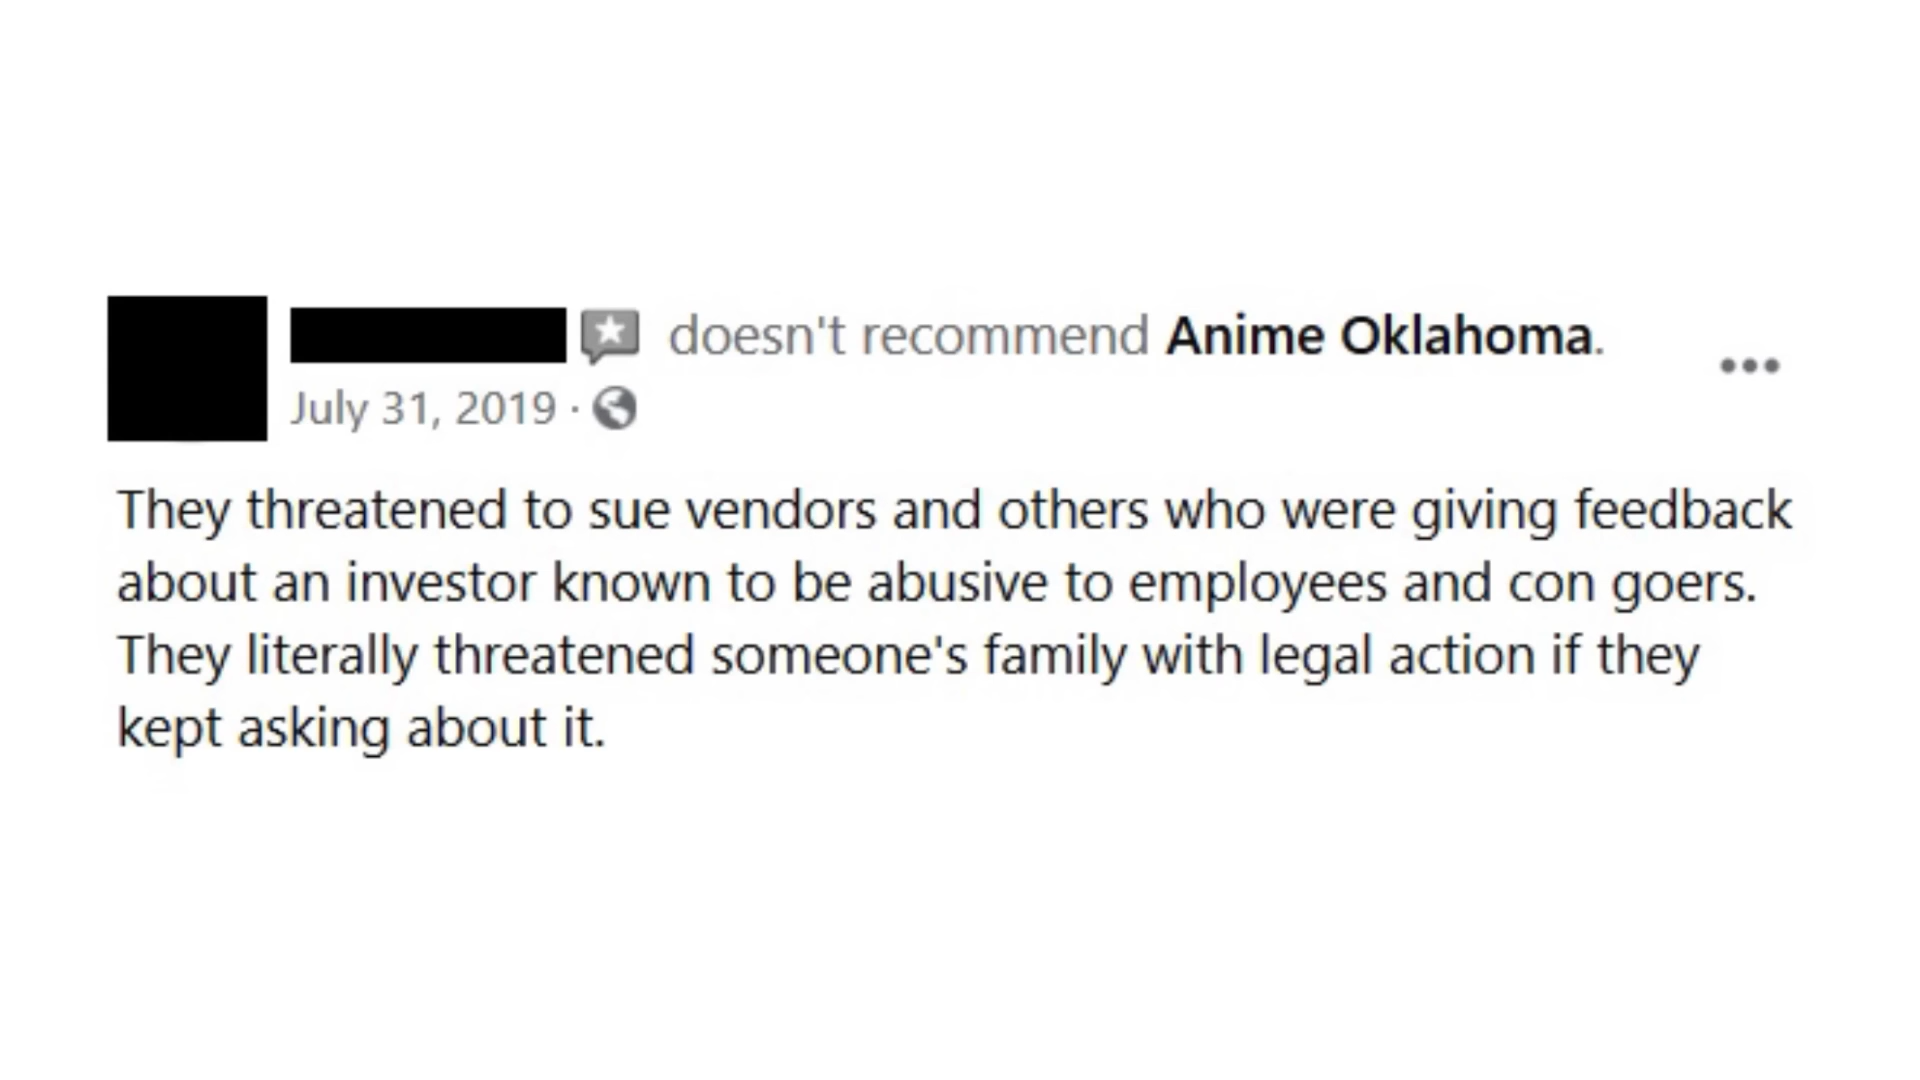 doesn't recommend Anime Oklahoma.
July 31, 2019 ·
They threatened to sue vendors and others who were giving feedback
about an investor known to be abusive to employees and con goers.
They literally threatened someone's family with legal action if they
kept asking about it.